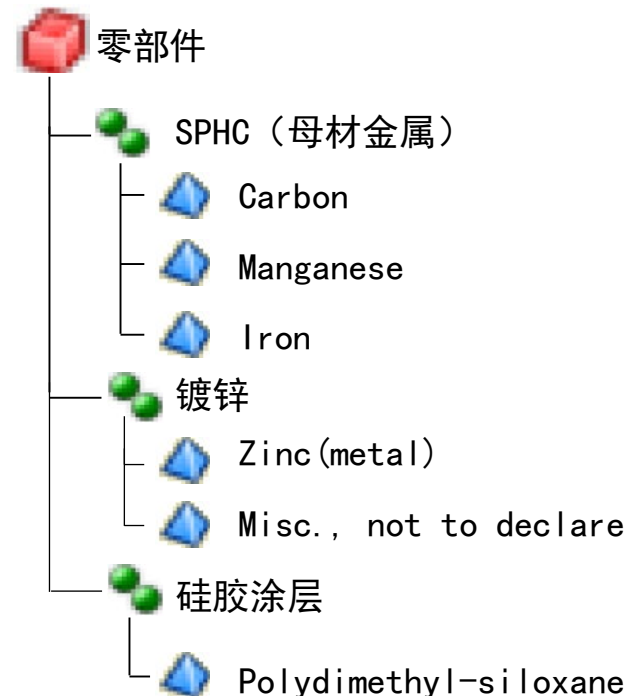 零部件
SPHC（母材金属）
Carbon
Manganese
Iron
镀锌
Zinc(metal)
Misc., not to declare
硅胶涂层
Polydimethyl-siloxane